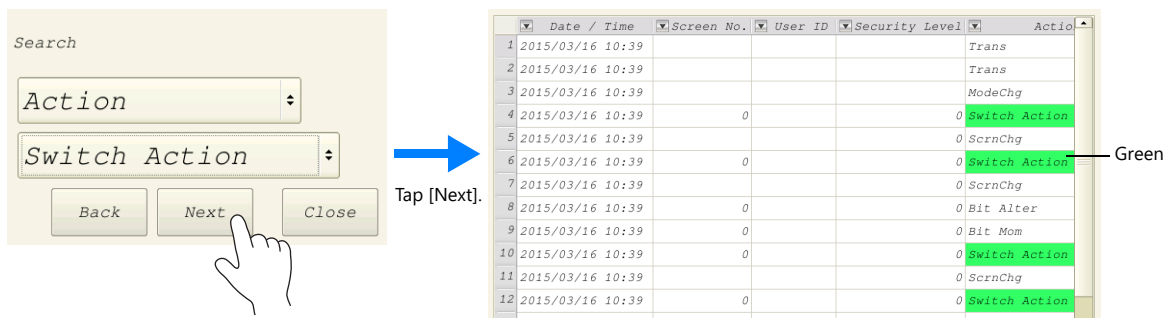 Search
Action
Switch Action
Back Next Close
Tap [Next].
Date / Time Screen No. User ID Security Level Actio
1 2015/03/16 10:39 Trans
2 2015/03/16 10:39 Trans
3 2015/03/16 10:39 ModeChg
4 2015/03/16 10:39 0 0 Switch Action
5 2015/03/16 10:39 0 ScrnChg
6 2015/03/16 10:39 0 0 Switch Action
Green
7 2015/03/16 10:39 0 ScrnChg
8 2015/03/16 10:39 0 0 Bit Alter
9 2015/03/16 10:39 0 0 Bit Mom
10 2015/03/16 10:39 0 0 Switch Action
11 2015/03/16 10:39 0 ScrnChg
12 2015/03/16 10:39 0 0 Switch Action